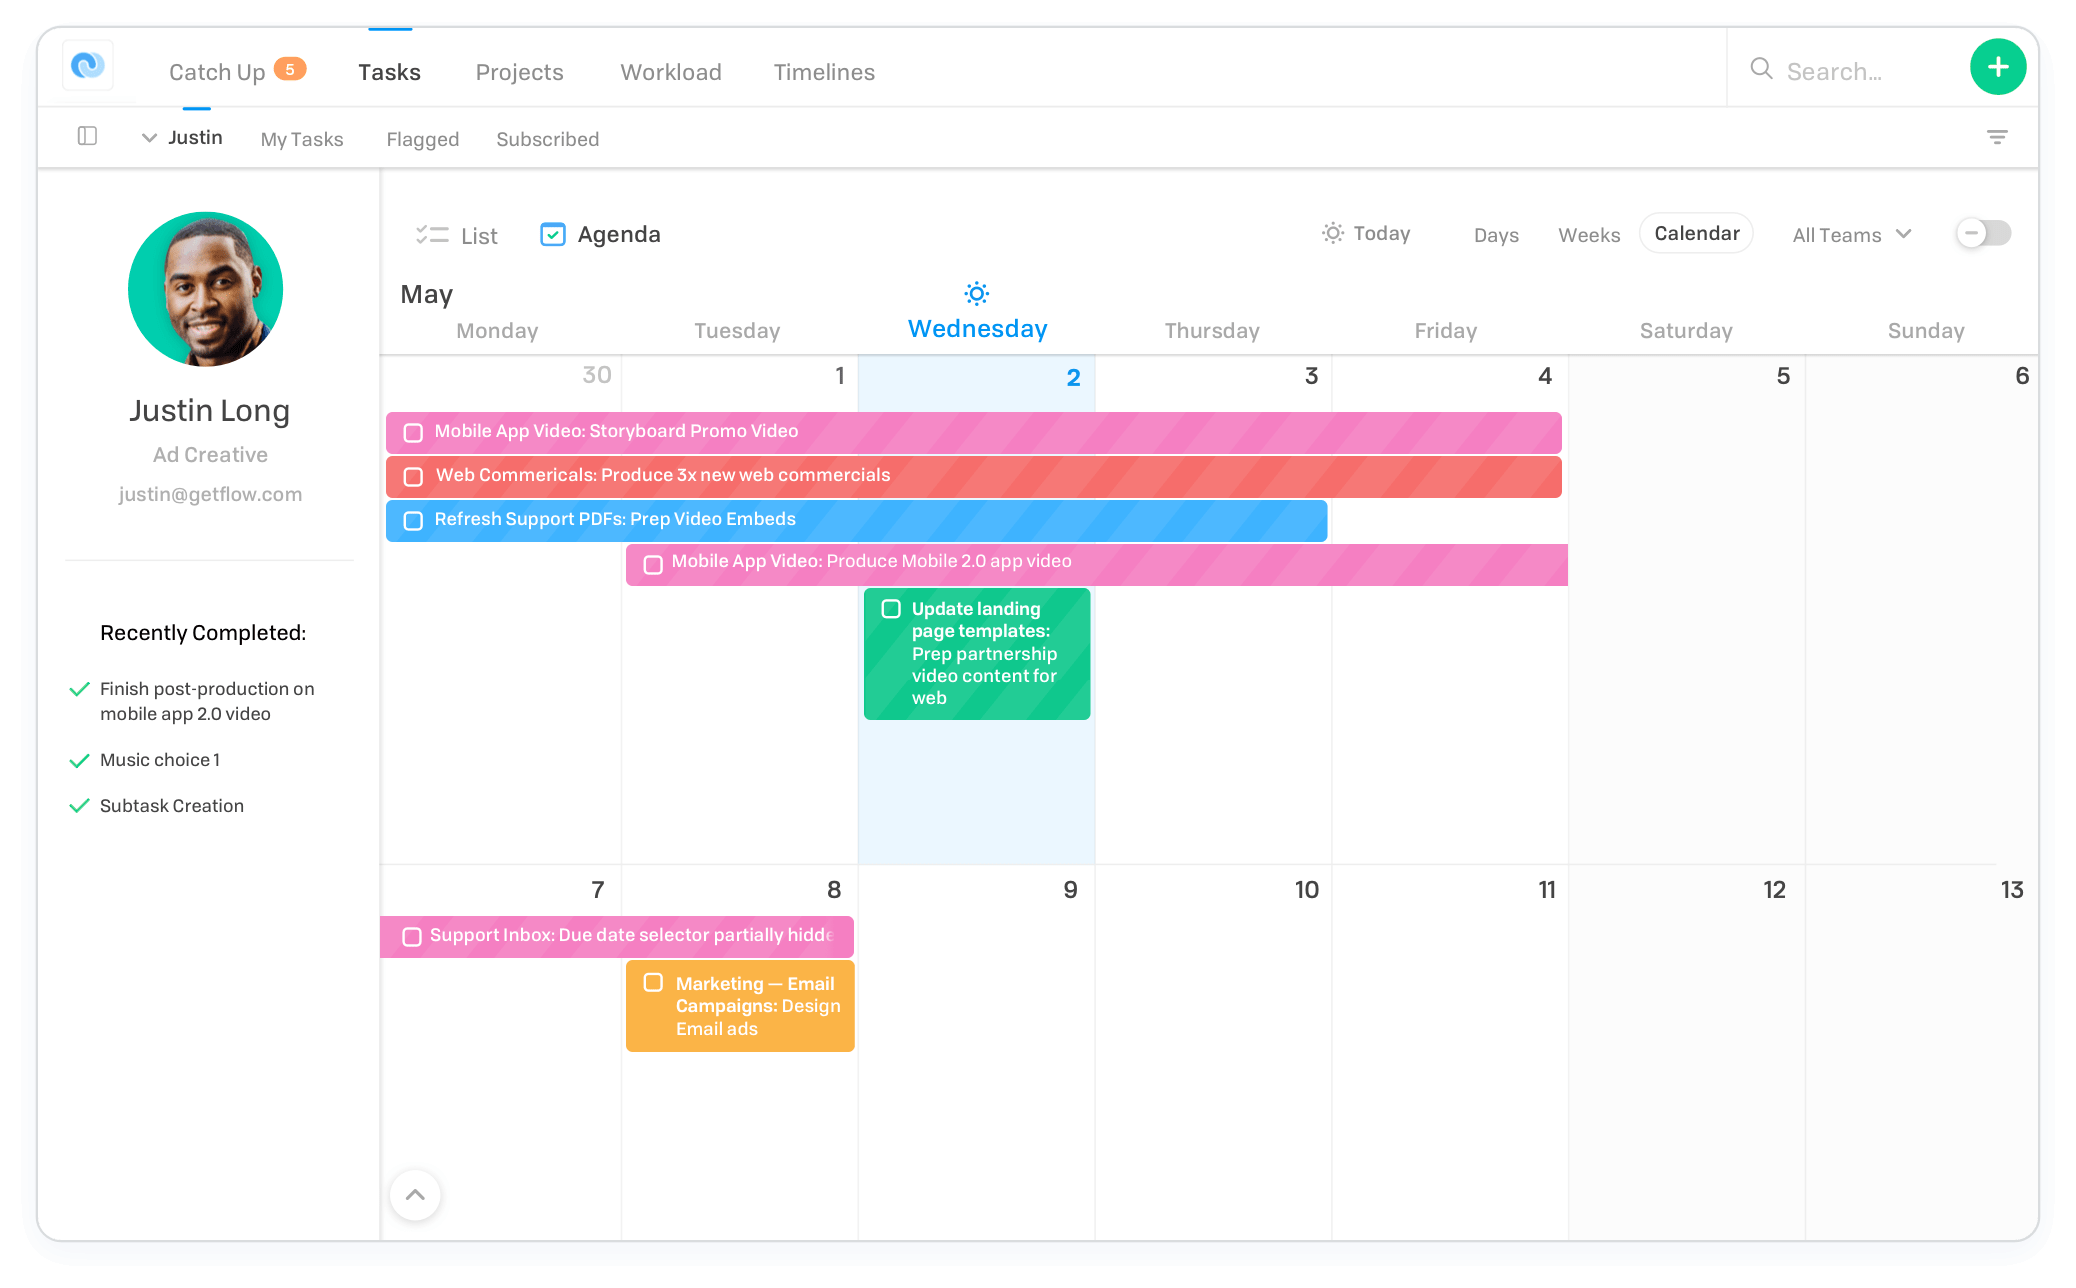 Catch Up 5 Tasks Projects Workload Timelines Search...
Justin My Tasks Flagged Subscribed
List Agenda Today Days Weeks Calendar All Teams
May
Monday Tuesday Wednesday Thursday Friday Saturday Sunday
Justin Long
Ad Creative
justin@getflow.com
Recently Completed:
Finish post-production on
mobile app 2.0 video
Music choice 1
Subtask Creation
30 1 2 3 4 5 6
Mobile App Video: Storyboard Promo Video
Web Commericals: Produce 3x new web commercials
Refresh Support PDFs: Prep Video Embeds
Mobile App Video: Produce Mobile 2.0 app video
Update landing
page templates:
Prep partnership
video content for
web
7 8 9 10 11 12 13
Support Inbox: Due date selector partially hidde
Marketing — Email
Campaigns: Design
Email ads